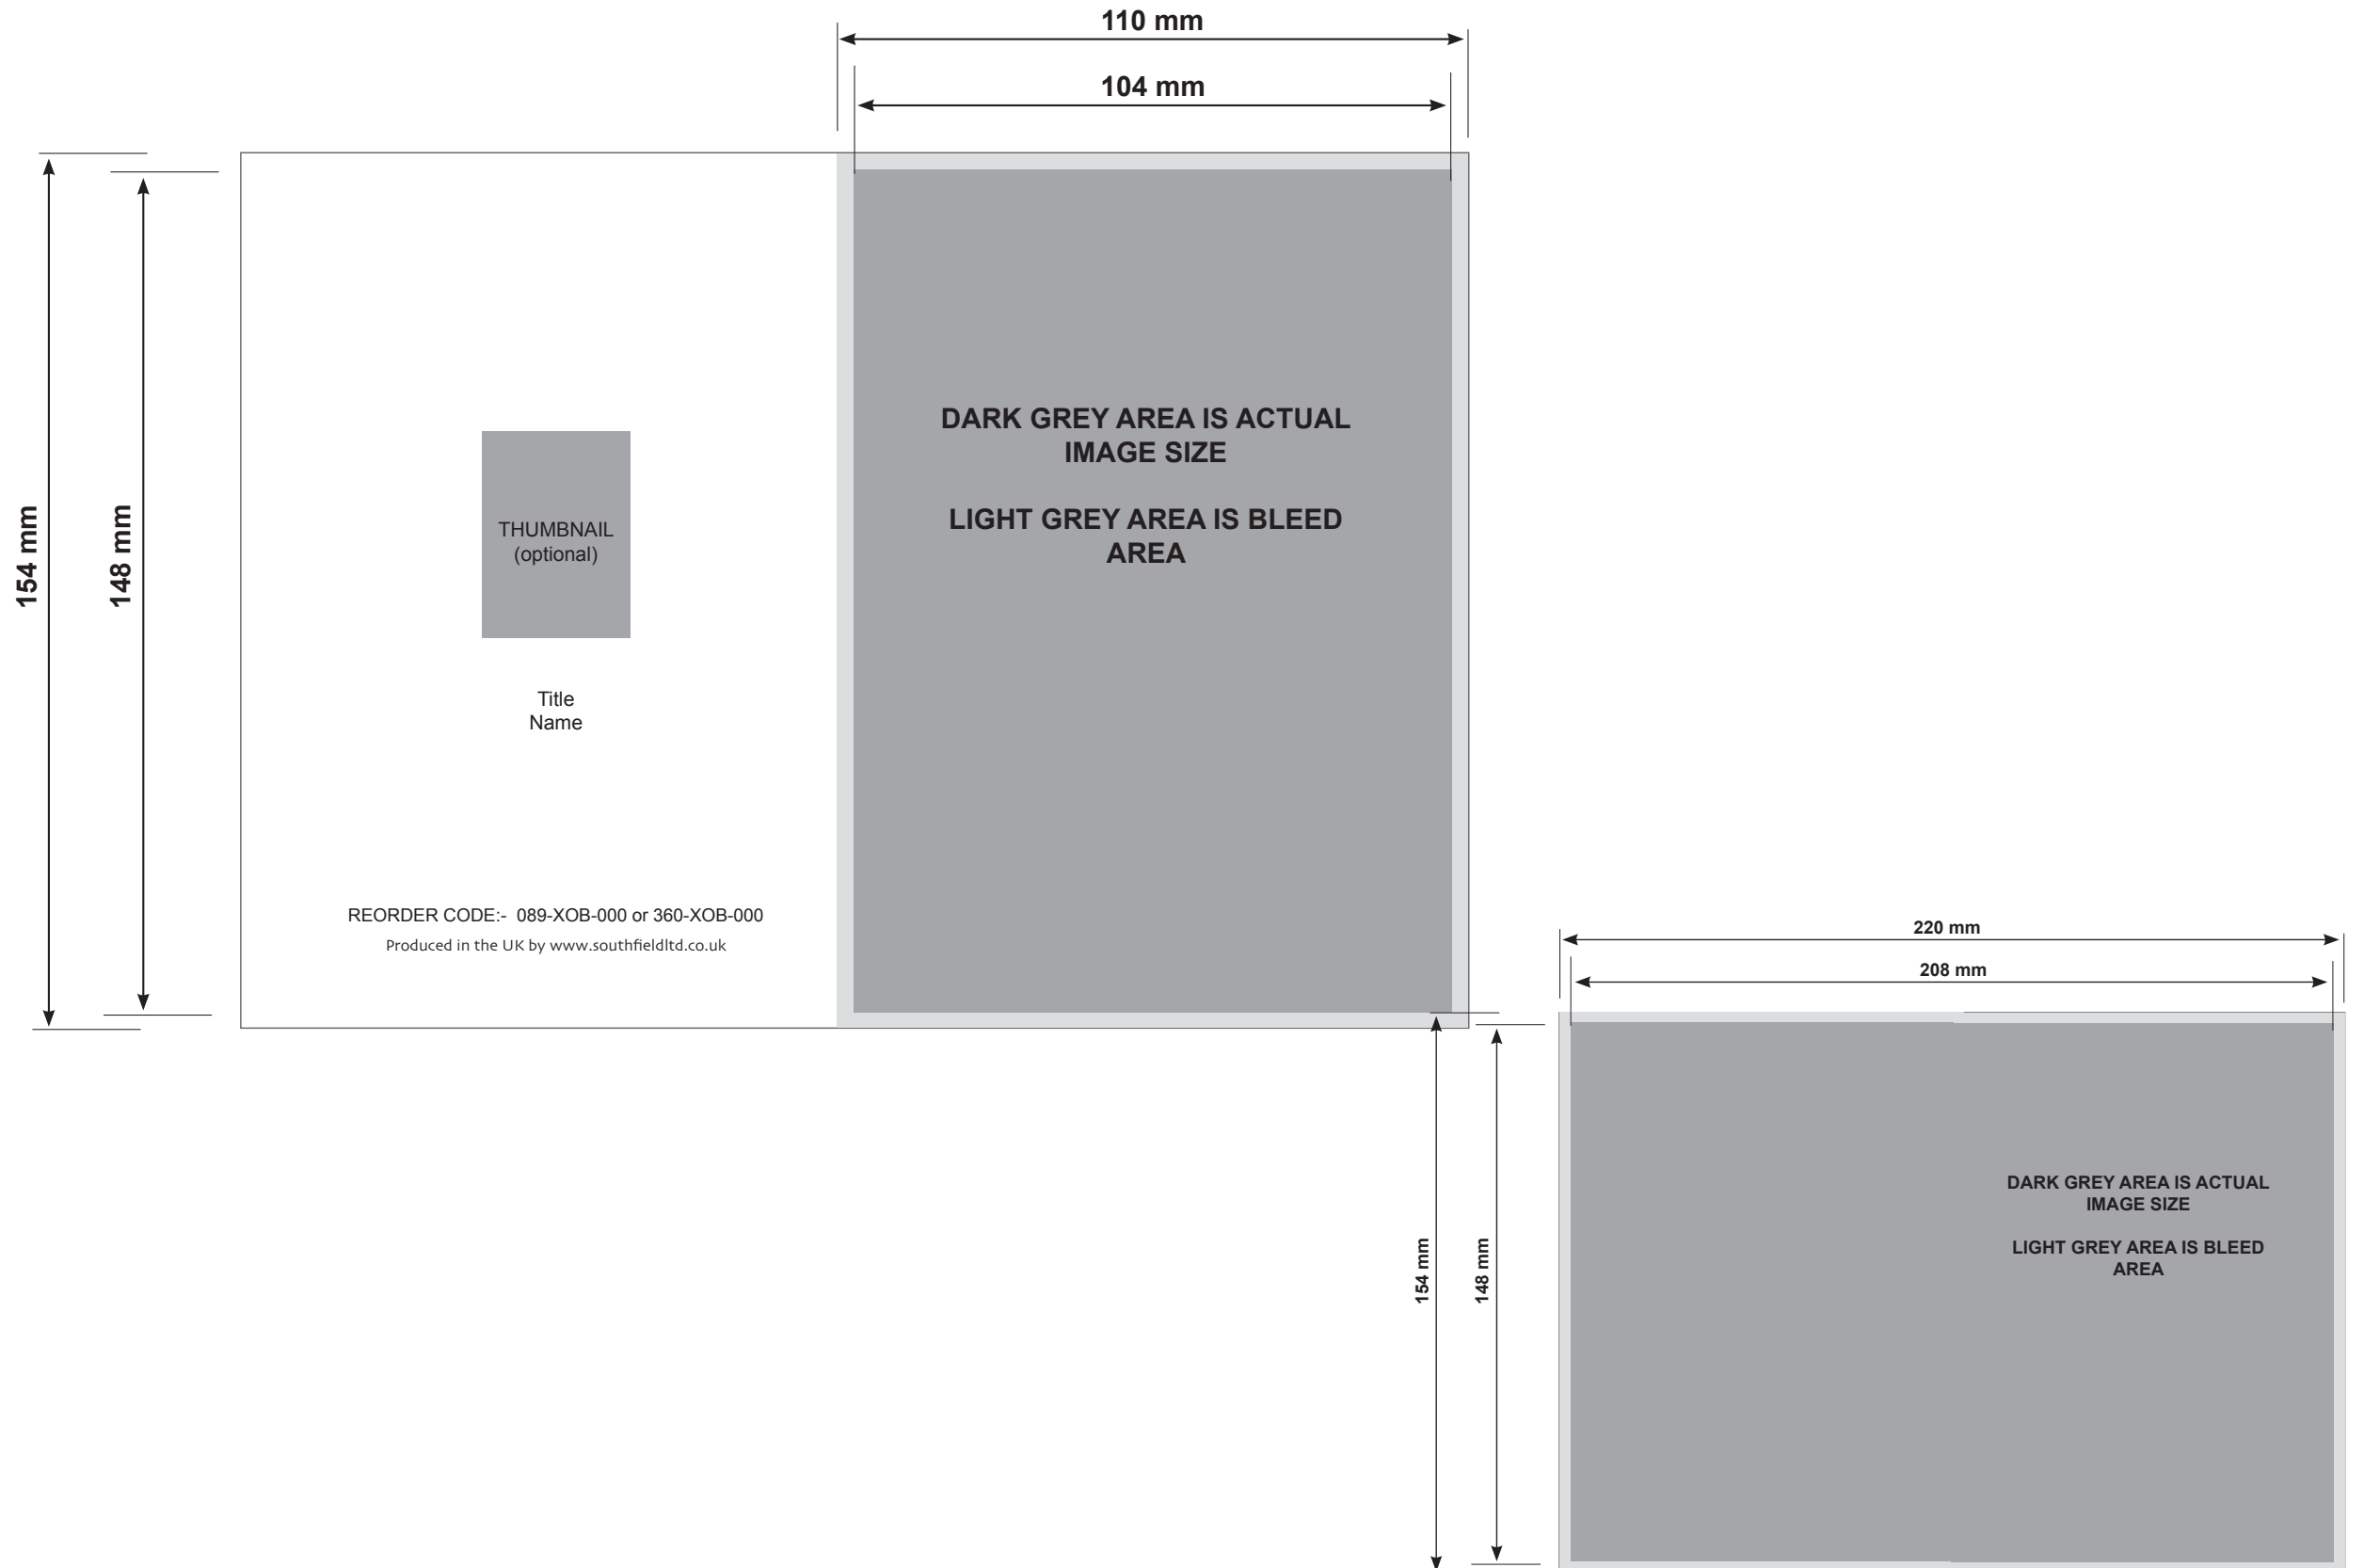 110 mm
104 mm
154 mm
148 mm
DARK GREY AREA IS ACTUAL
IMAGE SIZE
LIGHT GREY AREA IS BLEED
AREA
THUMBNAIL
(optional)
Title
Name
REORDER CODE:-  089-XOB-000 or 360-XOB-000
Produced in the UK by www.southfieldltd.co.uk
220 mm
208 mm
154 mm
148 mm
DARK GREY AREA IS ACTUAL
IMAGE SIZE
LIGHT GREY AREA IS BLEED
AREA